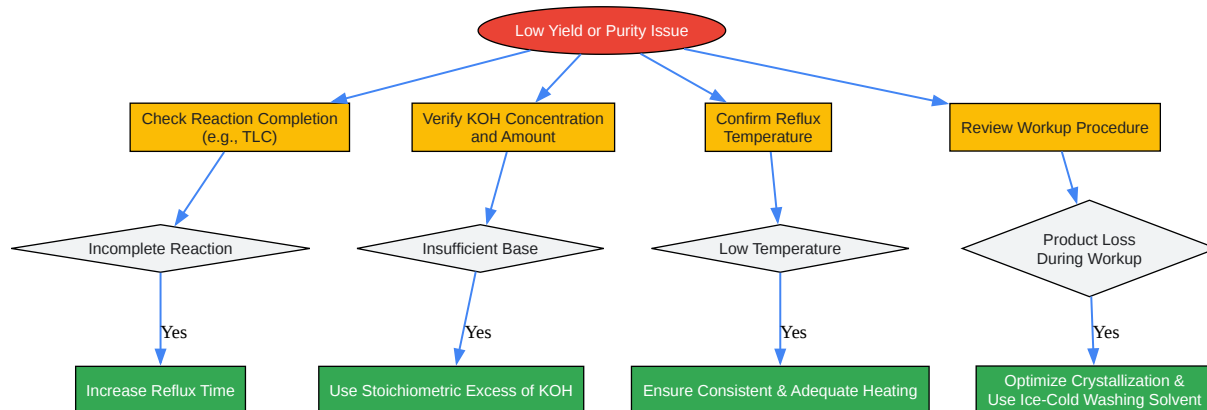 Low Yield or Purity Issue
Check Reaction Completion
(e.g., TLC)
Verify KOH Concentration
and Amount
Confirm Reflux
Temperature
Review Workup Procedure
Incomplete Reaction
Insufficient Base
Low Temperature
Product Loss
During Workup
Yes
Yes
Yes
Yes
Increase Reflux Time
Use Stoichiometric Excess of KOH
Ensure Consistent & Adequate Heating
Optimize Crystallization &
Use Ice-Cold Washing Solvent